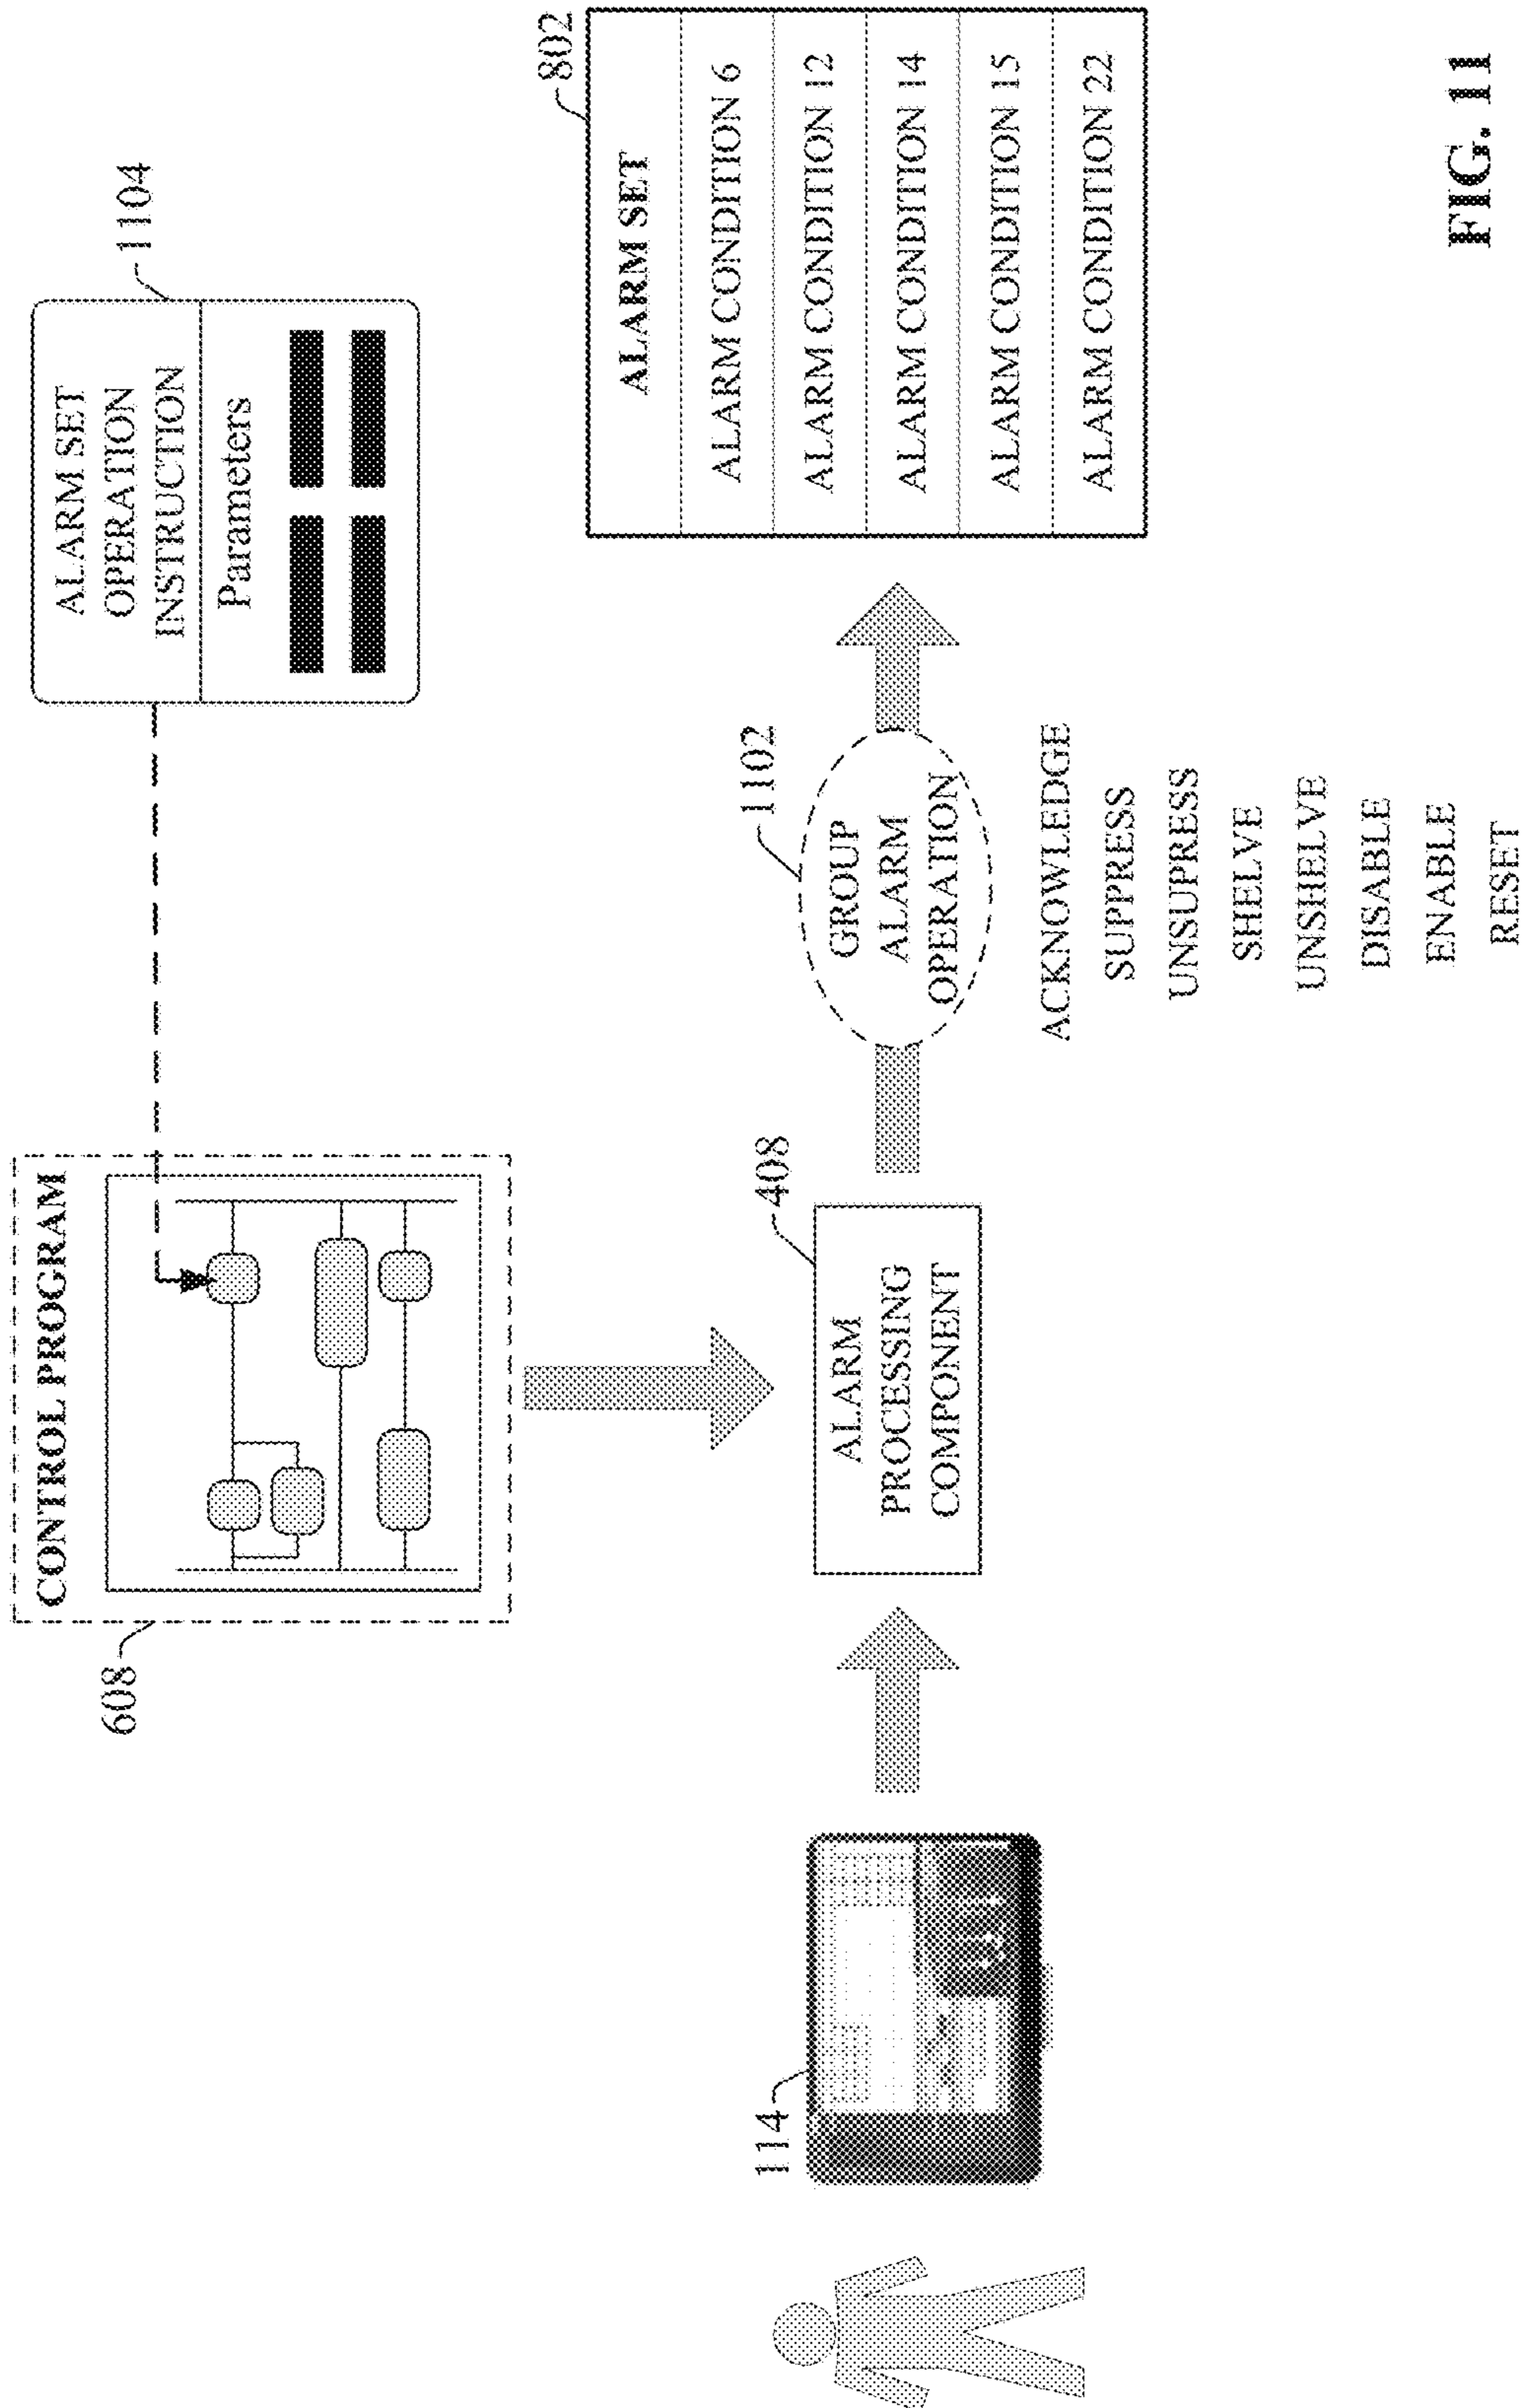 CONTROL PROGRAM
608
ALARM SET
OPERATION
INSTRUCTION
Parameters
1104
114
ALARM
PROCESSING
COMPONENT
408
GROUP
ALARM
OPERATION
1102
ACKNOWLEDGE
SUPPRESS
UNSUPRESS
SHELVE
UNSHELVE
DISABLE
ENABLE
RESET
802
ALARM SET
ALARM CONDITION 6
ALARM CONDITION 12
ALARM CONDITION 14
ALARM CONDITION 15
ALARM CONDITION 22
FIG. 11